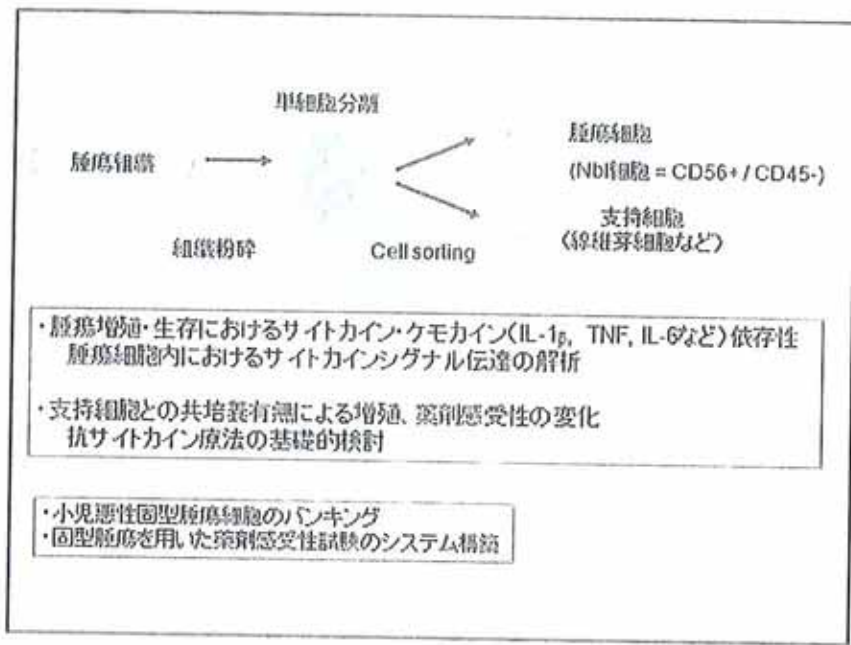 単細胞分離
腫瘍組織
組織粉砕
Cell sorting
腫瘍細胞
(Nbl細胞 = CD56+ / CD45-)
支持細胞
(線維芽細胞など)
・腫瘍増殖・生存におけるサイトカイン・ケモカイン(IL-1β, TNF, IL-6など)依存性
腫瘍細胞内におけるサイトカインシグナル伝達の解析
・支持細胞との共培養有無による増殖、薬剤感受性の変化
抗サイトカイン療法の基礎的検討
・小児悪性固型腫瘍細胞のバンキング
・固型腫瘍を用いた薬剤感受性試験のシステム構築